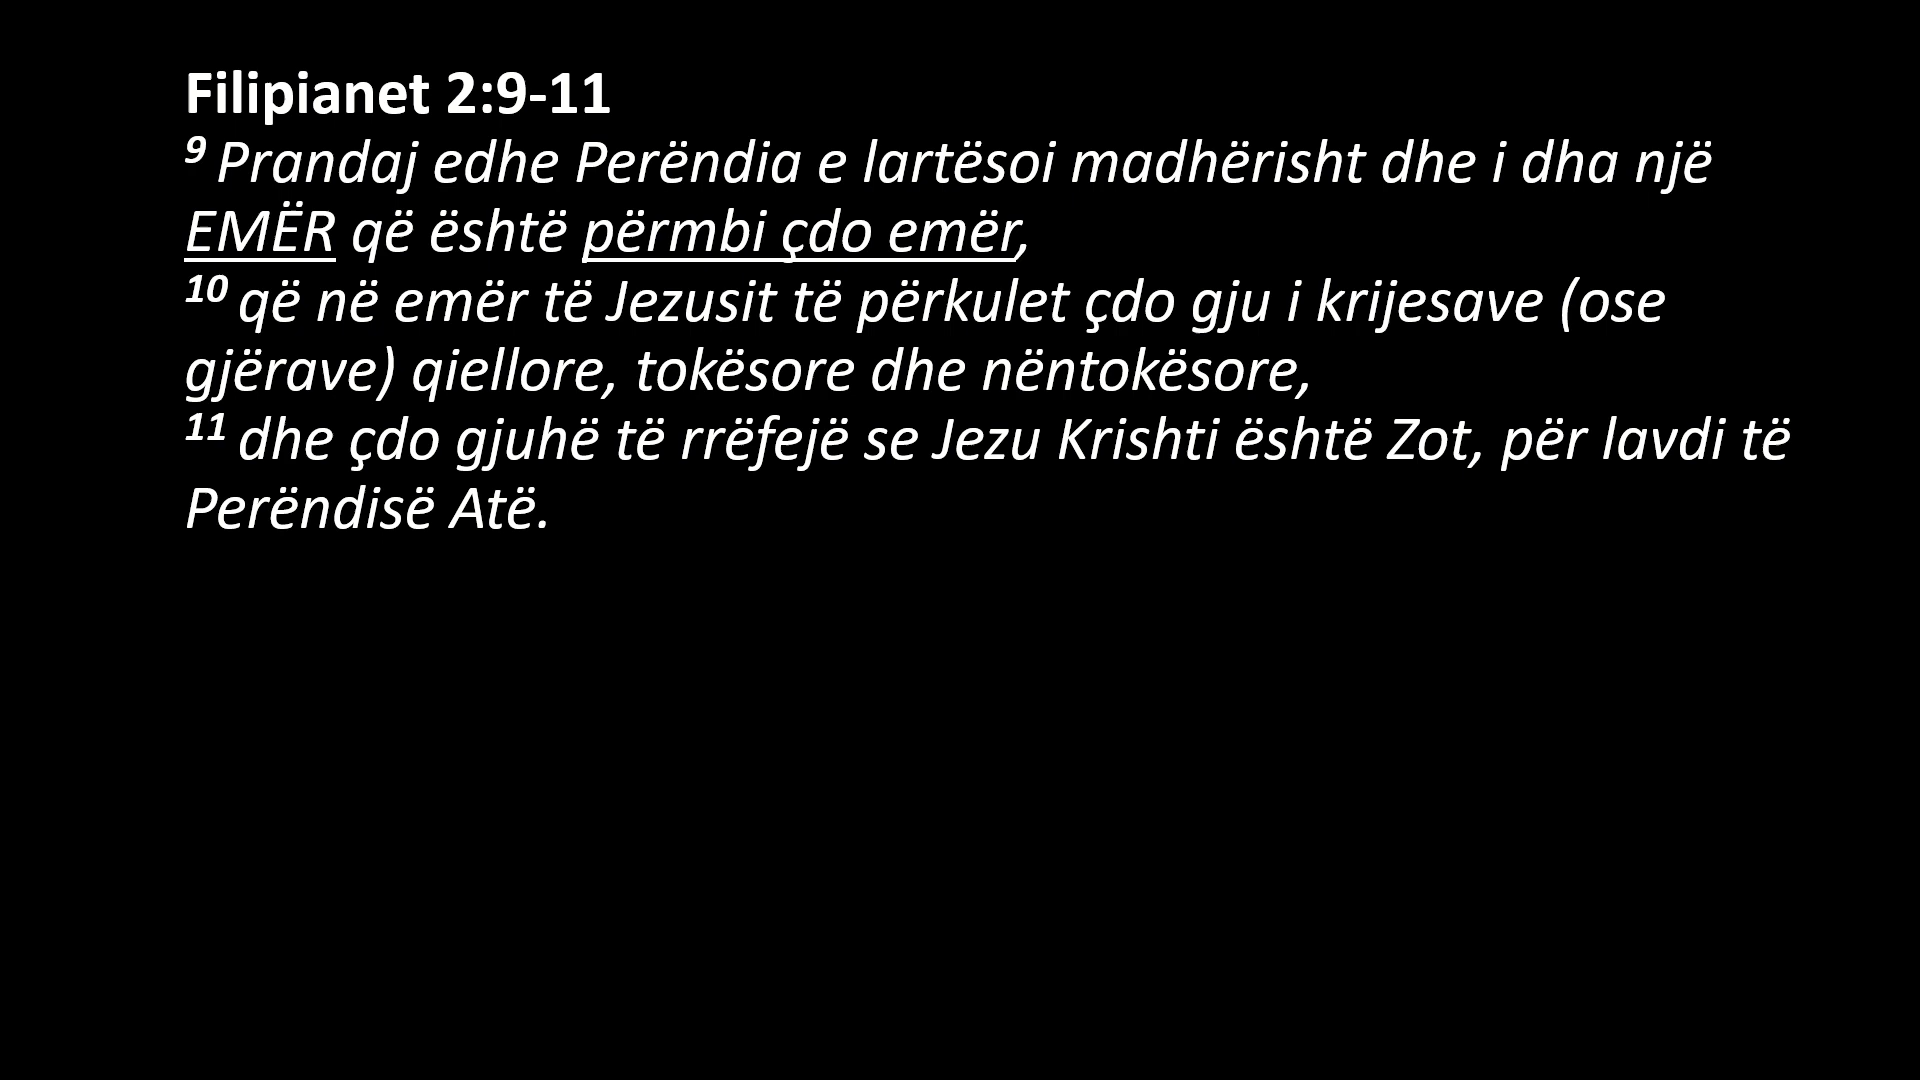 Filipianet 2:9-11
9 Prandaj edhe Perëndia e lartësoi madhërisht dhe i dha një
EMËR që është përmbi çdo emër,
10 që në emër të Jezusit të përkulet çdo gju i krijesave (ose
gjërave) qiellore, tokësore dhe nëntokësore,
11 dhe çdo gjuhë të rrëfejë se Jezu Krishti është Zot, për lavdi të
Perëndisë Atë.